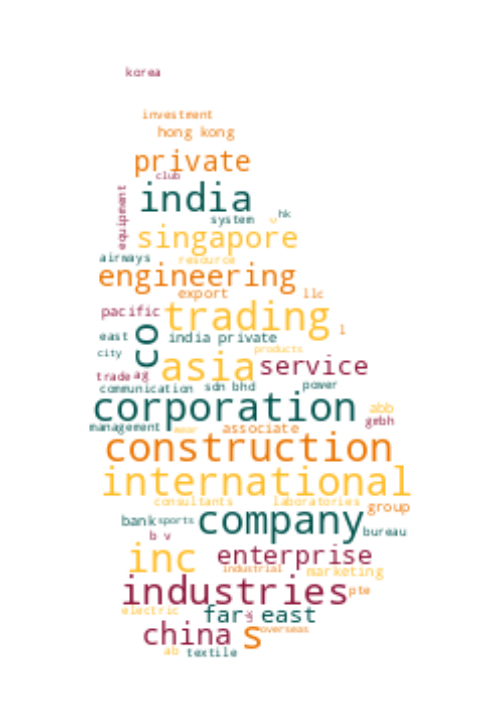 korea
investment
hong kong
private
club
india
equipment
hk
system
singapore
airways
resource
engineering
export
llc
pacific
trading
l
co
east
india private
products
city
asia
service
trade
ag
communication
sdn bhd
power
corporation
abb
gmbh
management
wear
associate
construction
international
consultants
laboratories
group
bank
sports
company
bureau
b v
inc
enterprise
industrial
marketing
industries
pte
electric
far east
china
s
overseas
ab
textile